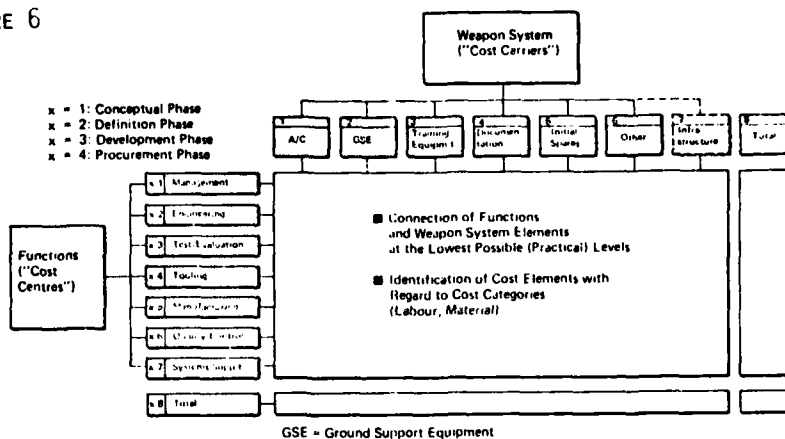 RE 6
Weapon System
("Cost Carriers")
x = 1: Conceptual Phase
x = 2: Definition Phase
x = 3: Development Phase
x = 4: Procurement Phase
1
A/C
2
GSE
3
Training
Equipm t
4
Documen
tation
5
Initial
Spares
6
Other
7
Infra
structure
8
Total
Functions
("Cost
Centres")
x 1 Management
x 2 Engineering
x 3 Test/Evaluation
x 4 Tooling
x 5 Manufacturing
x 6 Quality Control
x 7 Systems Support
x 8 Total
■ Connection of Functions
and Weapon System Elements
at the Lowest Possible (Practical) Levels
■ Identification of Cost Elements with
Regard to Cost Categories
(Labour, Material)
GSE = Ground Support Equipment